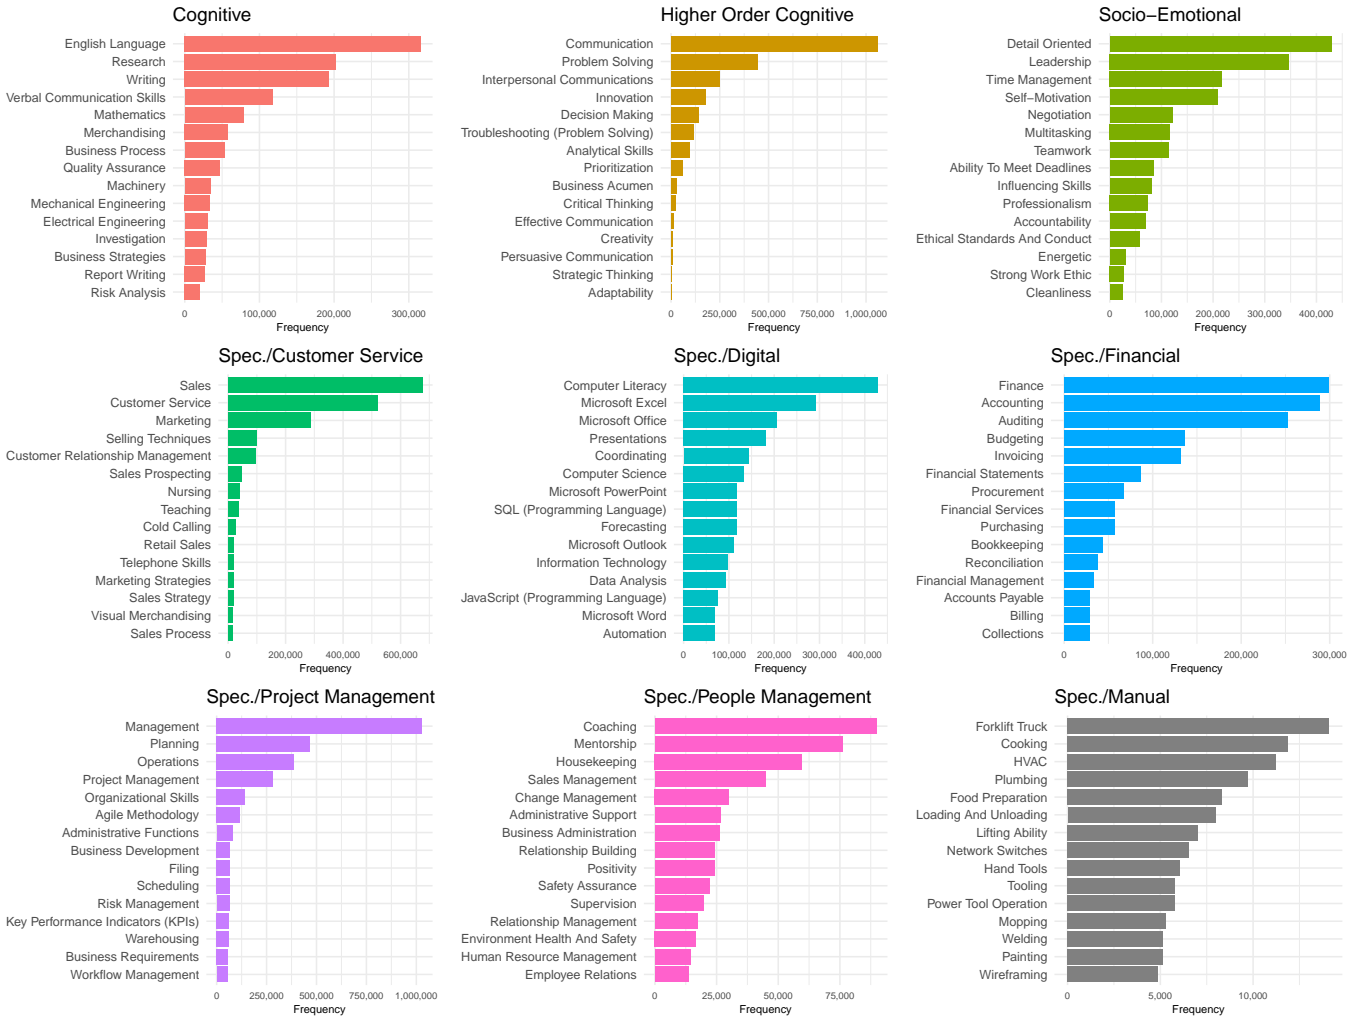 Cognitive
English Language
Research
Writing
Verbal Communication Skills
Mathematics
Merchandising
Business Process
Quality Assurance
Machinery
Mechanical Engineering
Electrical Engineering
Investigation
Business Strategies
Report Writing
Risk Analysis
0 100,000 200,000 300,000
Frequency
Higher Order Cognitive
Communication
Problem Solving
Interpersonal Communications
Innovation
Decision Making
Troubleshooting (Problem Solving)
Analytical Skills
Prioritization
Business Acumen
Critical Thinking
Effective Communication
Creativity
Persuasive Communication
Strategic Thinking
Adaptability
0 250,000 500,000 750,000 1,000,000
Frequency
Socio−Emotional
Detail Oriented
Leadership
Time Management
Self−Motivation
Negotiation
Multitasking
Teamwork
Ability To Meet Deadlines
Influencing Skills
Professionalism
Accountability
Ethical Standards And Conduct
Energetic
Strong Work Ethic
Cleanliness
0 100,000 200,000 300,000 400,000
Frequency
Spec./Customer Service
Sales
Customer Service
Marketing
Selling Techniques
Customer Relationship Management
Sales Prospecting
Nursing
Teaching
Cold Calling
Retail Sales
Telephone Skills
Marketing Strategies
Sales Strategy
Visual Merchandising
Sales Process
0 200,000 400,000 600,000
Frequency
Spec./Digital
Computer Literacy
Microsoft Excel
Microsoft Office
Presentations
Coordinating
Computer Science
Microsoft PowerPoint
SQL (Programming Language)
Forecasting
Microsoft Outlook
Information Technology
Data Analysis
JavaScript (Programming Language)
Microsoft Word
Automation
0 100,000 200,000 300,000 400,000
Frequency
Spec./Financial
Finance
Accounting
Auditing
Budgeting
Invoicing
Financial Statements
Procurement
Financial Services
Purchasing
Bookkeeping
Reconciliation
Financial Management
Accounts Payable
Billing
Collections
0 100,000 200,000 300,000
Frequency
Spec./Project Management
Management
Planning
Operations
Project Management
Organizational Skills
Agile Methodology
Administrative Functions
Business Development
Filing
Scheduling
Risk Management
Key Performance Indicators (KPIs)
Warehousing
Business Requirements
Workflow Management
0 250,000 500,000 750,000 1,000,000
Frequency
Spec./People Management
Coaching
Mentorship
Housekeeping
Sales Management
Change Management
Administrative Support
Business Administration
Relationship Building
Positivity
Safety Assurance
Supervision
Relationship Management
Environment Health And Safety
Human Resource Management
Employee Relations
0 25,000 50,000 75,000
Frequency
Spec./Manual
Forklift Truck
Cooking
HVAC
Plumbing
Food Preparation
Loading And Unloading
Lifting Ability
Network Switches
Hand Tools
Tooling
Power Tool Operation
Mopping
Welding
Painting
Wireframing
0 5,000 10,000
Frequency